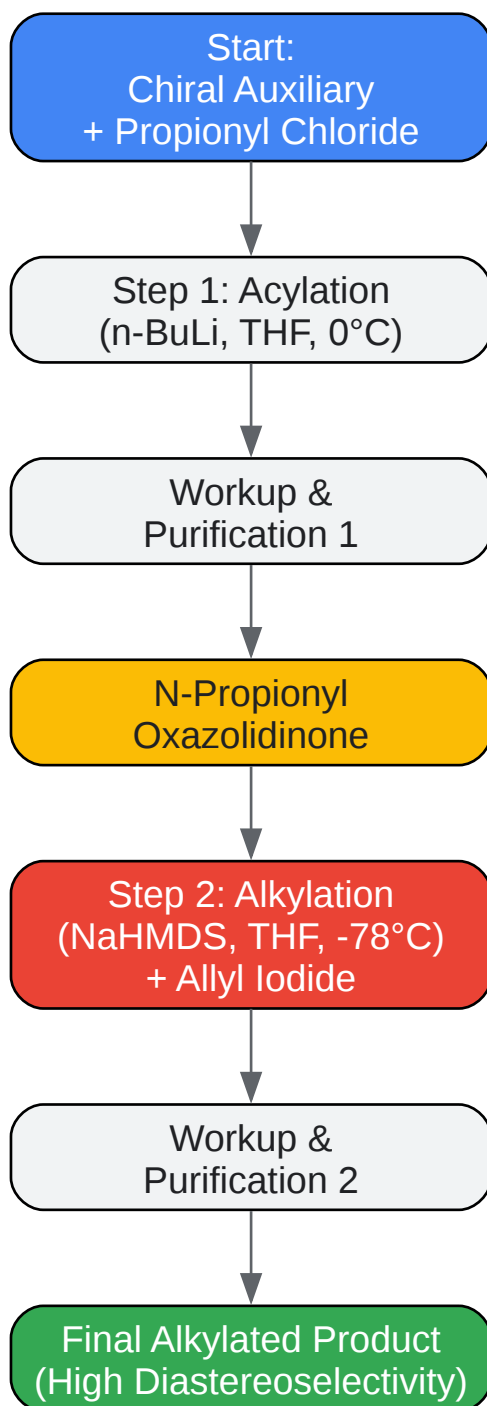 Start:
Chiral Auxiliary
+ Propionyl Chloride
Step 1: Acylation
(n-BuLi, THF, 0°C)
Workup &
Purification 1
N-Propionyl
Oxazolidinone
Step 2: Alkylation
(NaHMDS, THF, -78°C)
+ Allyl Iodide
Workup &
Purification 2
Final Alkylated Product
(High Diastereoselectivity)